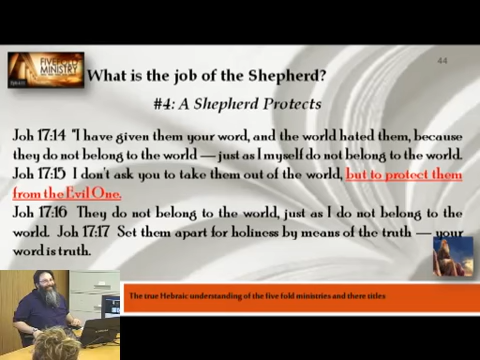 FIVEFOLD
MINISTRY
44
What is the job of the Shepherd?
#4: A Shepherd Protects
Joh 17:14 "I have given them your word, and the world hated them, because
they do not belong to the world — just as I myself do not belong to the world.
Joh 17:15 I don't ask you to take them out of the world, but to protect them
from the Evil One.
Joh 17:16 They do not belong to the world, just as I do not belong to the
world. Joh 17:17 Set them apart for holiness by means of the truth — your
word is truth.
The true Hebraic understanding of the five fold ministries and there titles